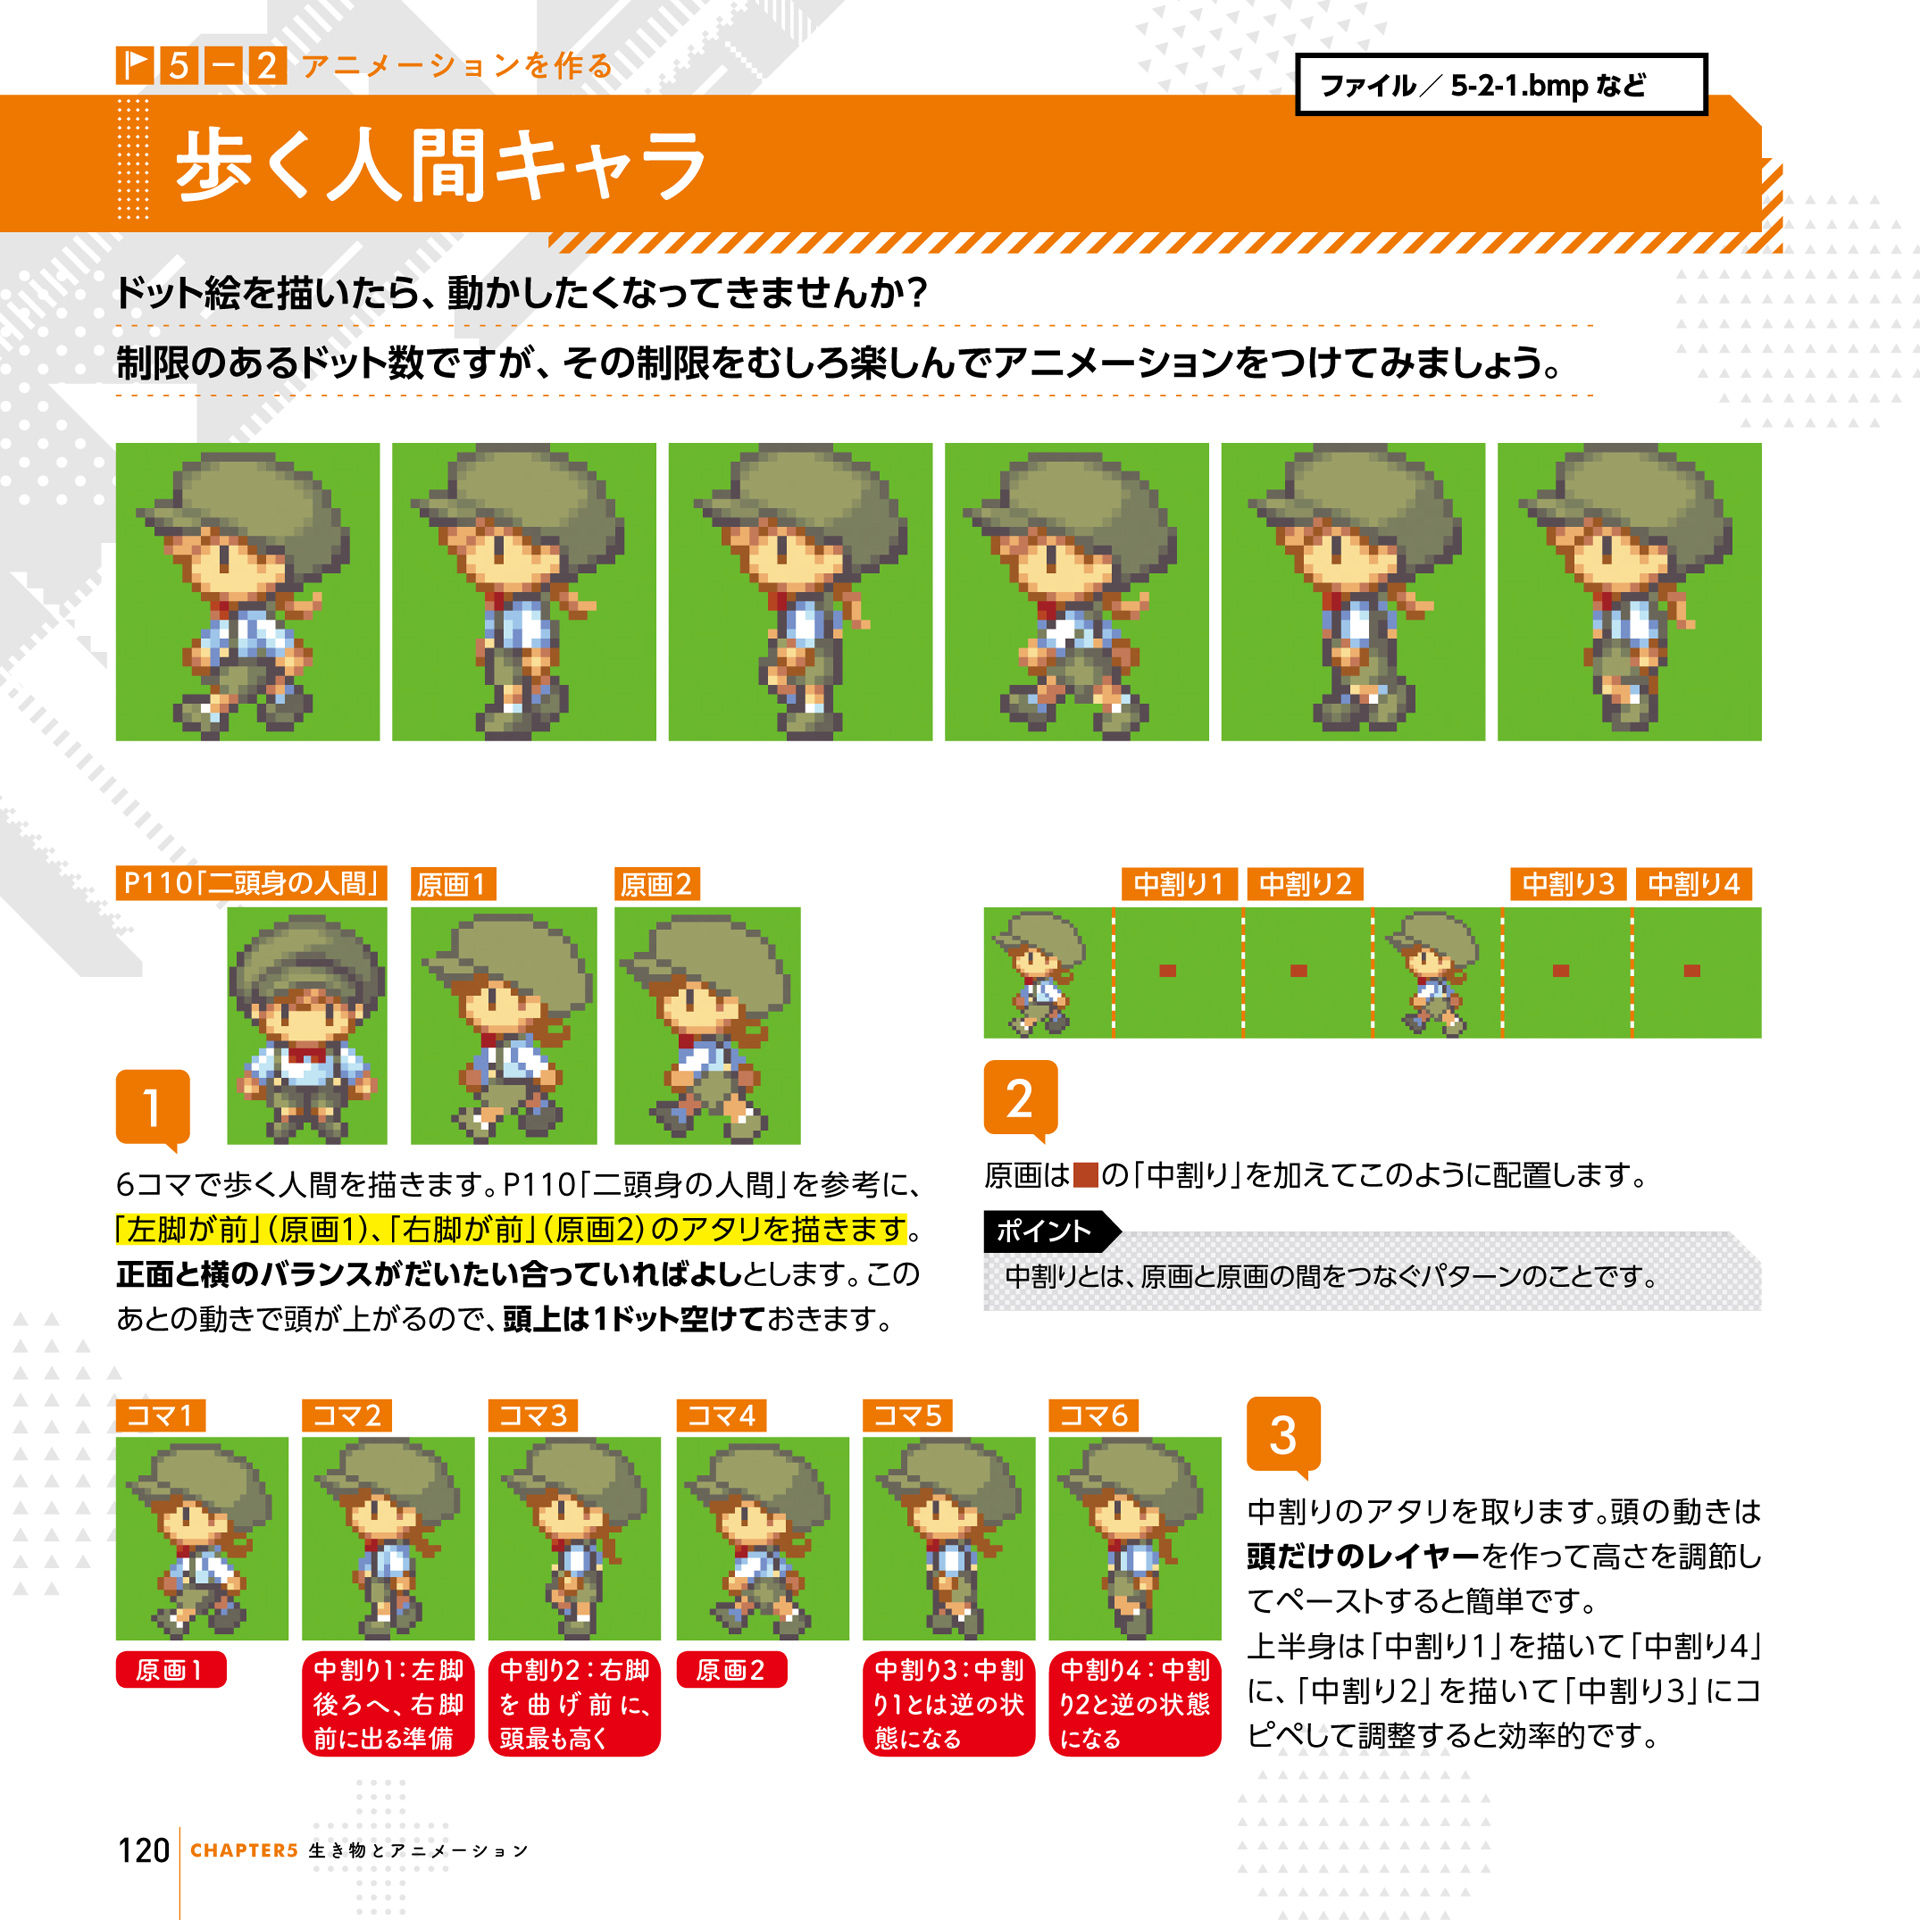 5-2 アニメーションを作る
ファイル／5-2-1.bmp など
歩く人間キャラ
ドット絵を描いたら、動かしたくなってきませんか？
制限のあるドット数ですが、その制限をむしろ楽しんでアニメーションをつけてみましょう。
P110「二頭身の人間」
原画1
原画2
1
6コマで歩く人間を描きます。P110「二頭身の人間」を参考に、
「左脚が前」（原画1）、「右脚が前」（原画2）のアタリを描きます。
正面と横のバランスがだいたい合っていればよしとします。この
あとの動きで頭が上がるので、頭上は1ドット空けておきます。
中割り1
中割り2
中割り3
中割り4
2
原画は■の「中割り」を加えてこのように配置します。
ポイント
中割りとは、原画と原画の間をつなぐパターンのことです。
コマ1
コマ2
コマ3
コマ4
コマ5
コマ6
原画1
中割り1：左脚
後ろへ、右脚
前に出る準備
中割り2：右脚
を曲げ前に、
頭最も高く
原画2
中割り3：中割
り1とは逆の状
態になる
中割り4：中割
り2と逆の状態
になる
3
中割りのアタリを取ります。頭の動きは
頭だけのレイヤーを作って高さを調節し
てペーストすると簡単です。
上半身は「中割り1」を描いて「中割り4」
に、「中割り2」を描いて「中割り3」にコ
ピペして調整すると効率的です。
120 CHAPTER5 生き物とアニメーション